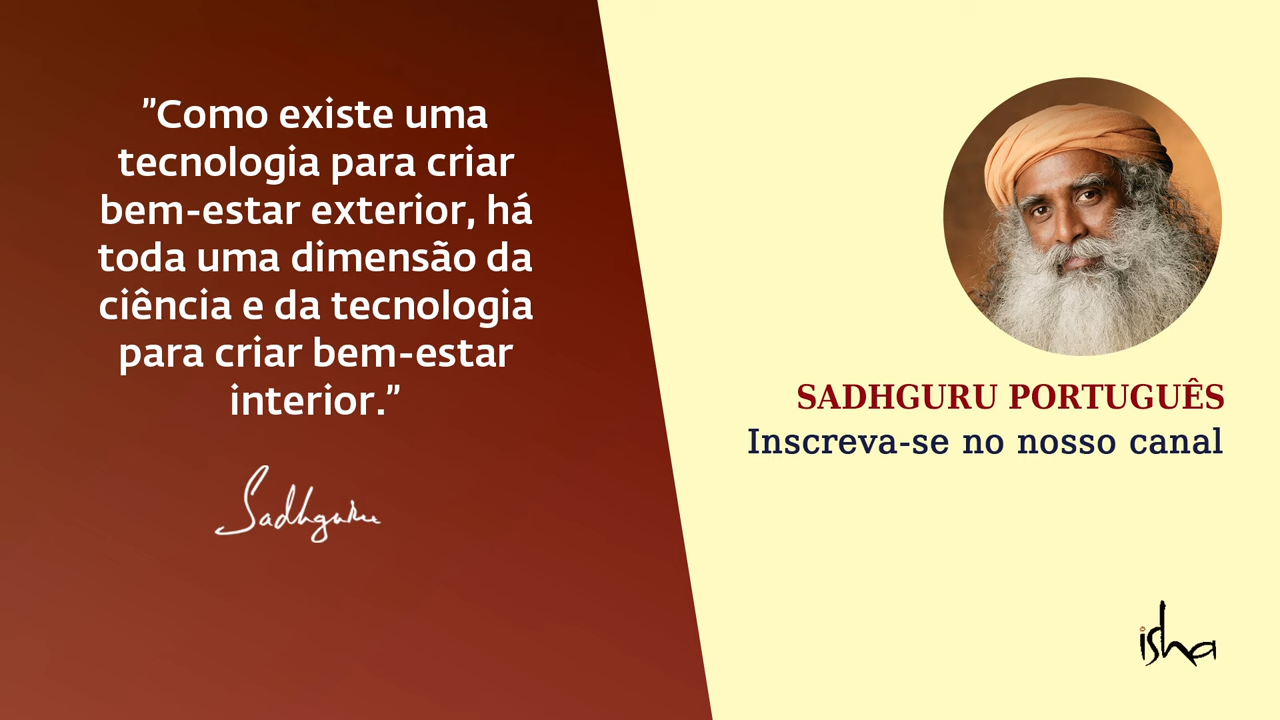 ”Como existe uma
tecnologia para criar
bem-estar exterior, há
toda uma dimensão da
ciência e da tecnologia
para criar bem-estar
interior.”
Sadhguru
SADHGURU PORTUGUÊS
Inscreva-se no nosso canal
isha